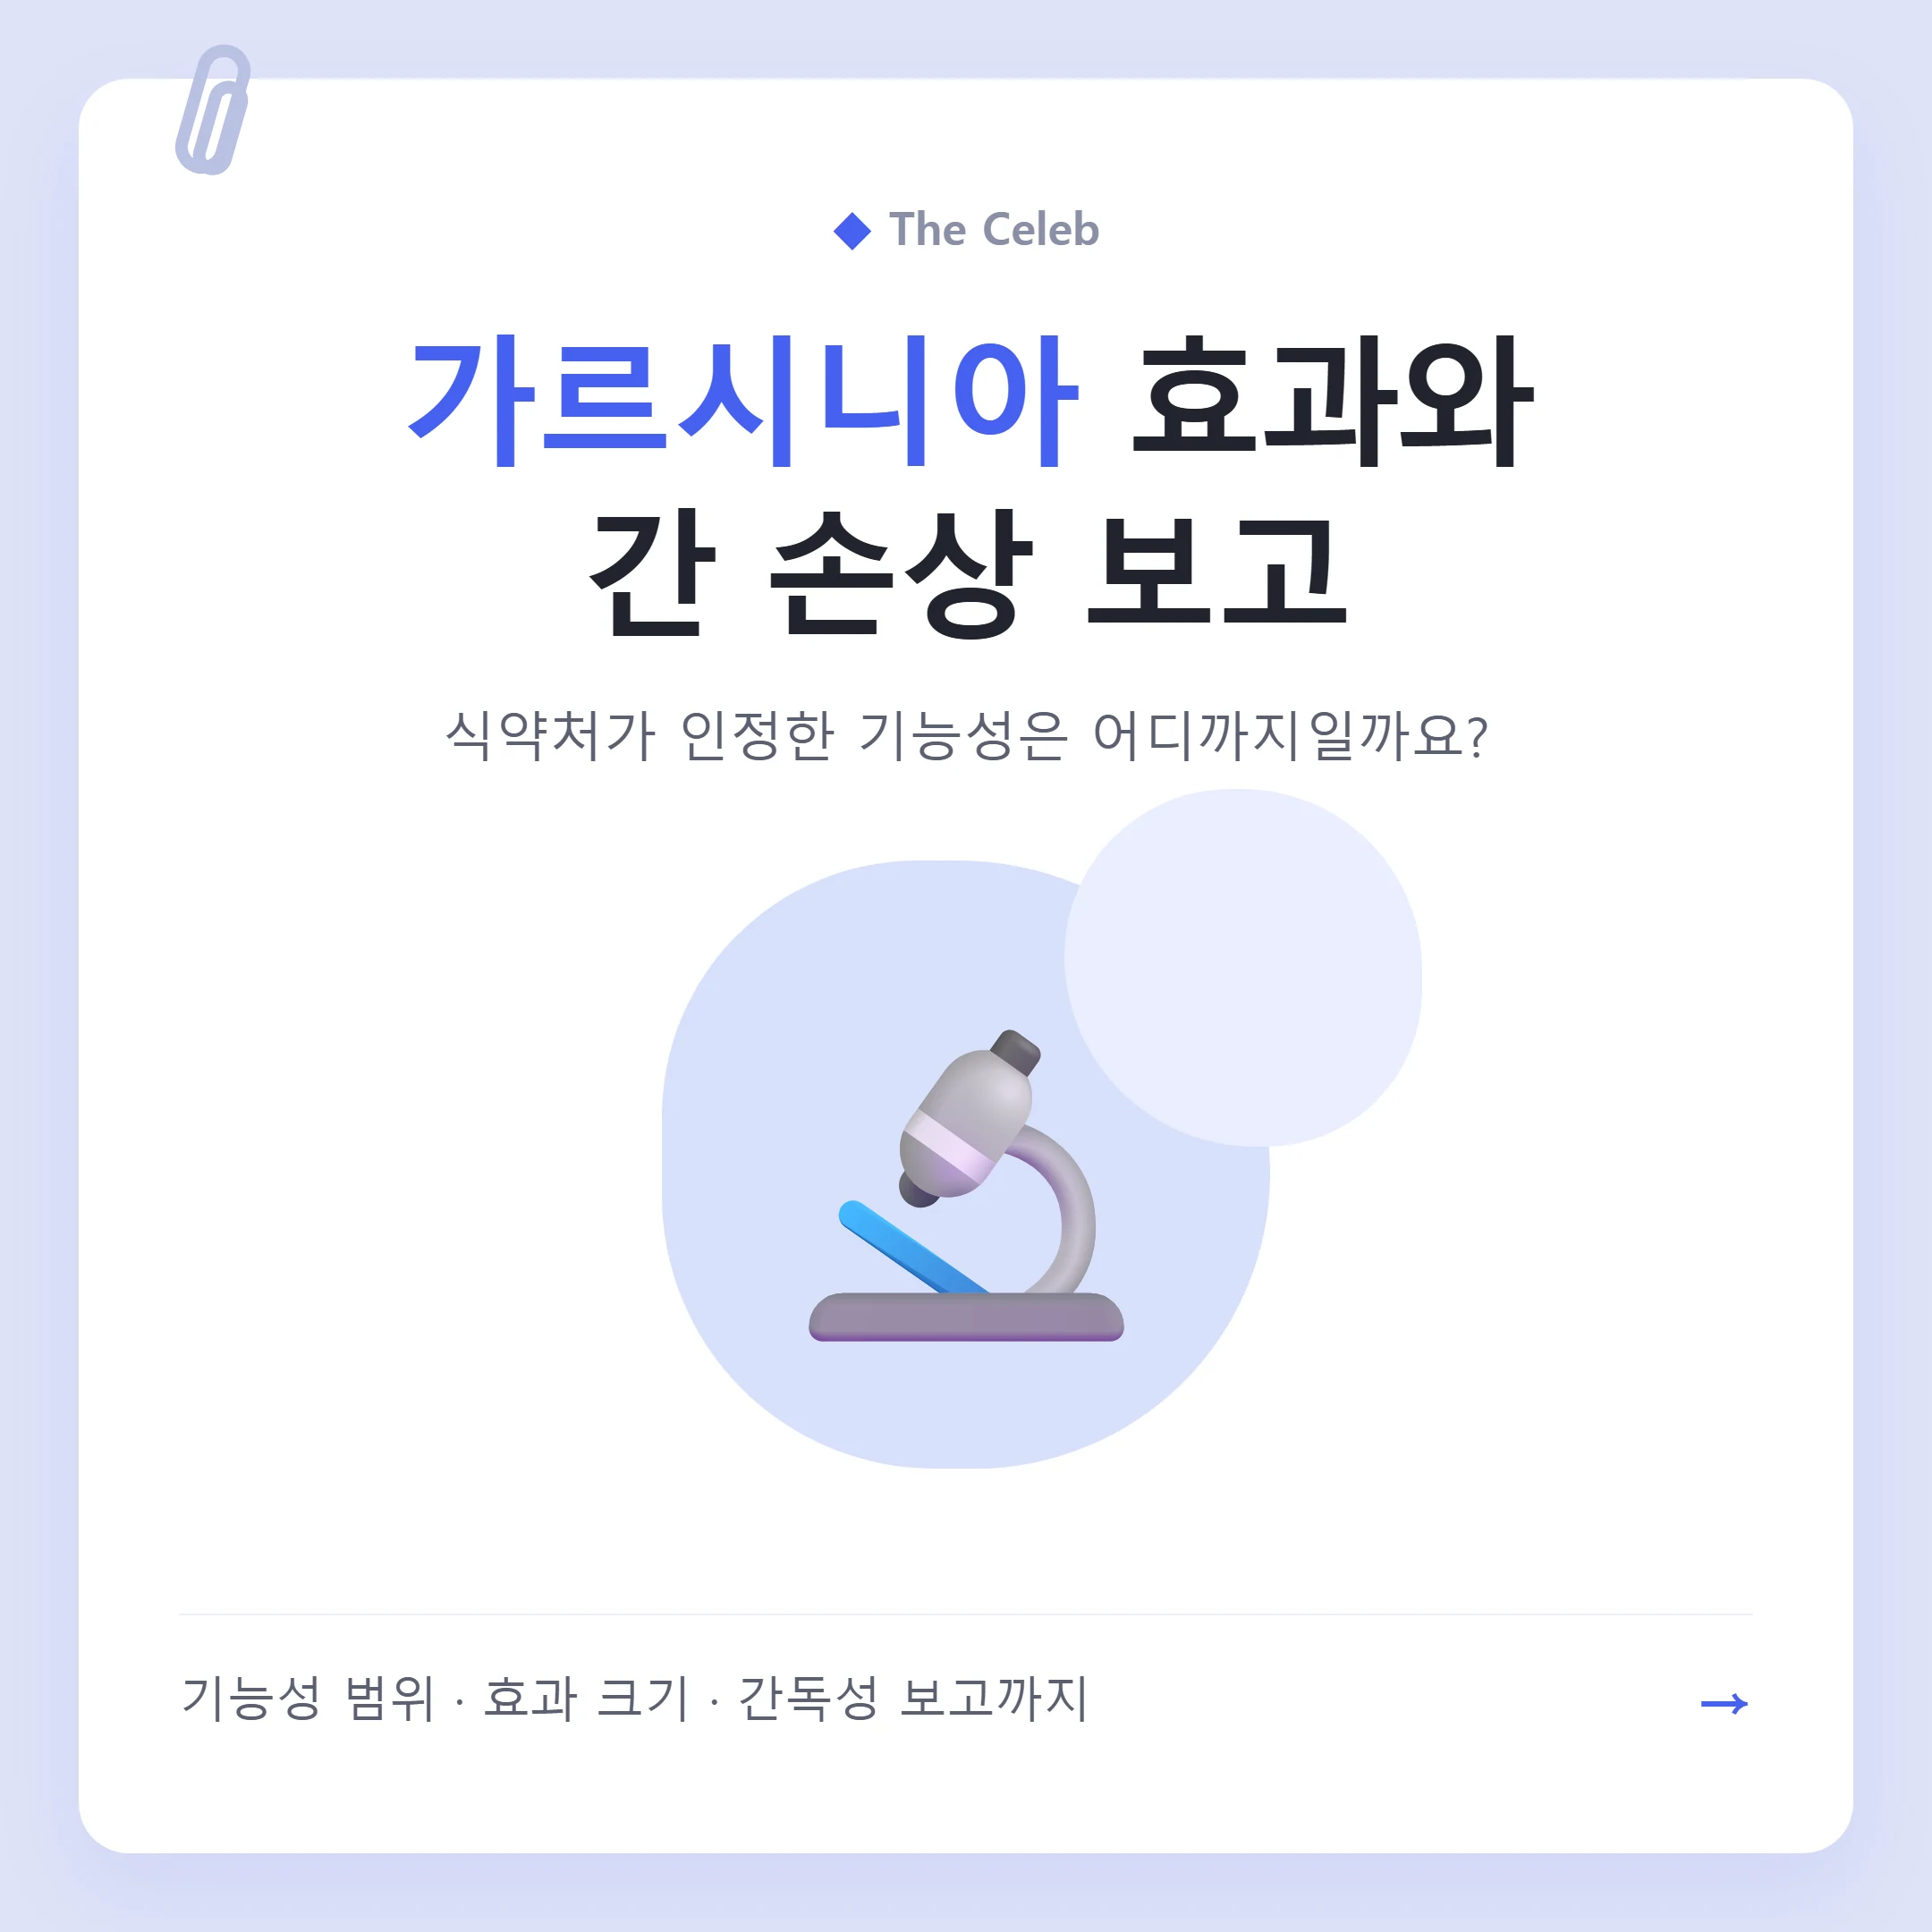 The Celeb
가르시니아 효과와
간 손상 보고
식약처가 인정한 기능성은 어디까지일까요?
기능성 범위 · 효과 크기 · 간독성 보고까지 →